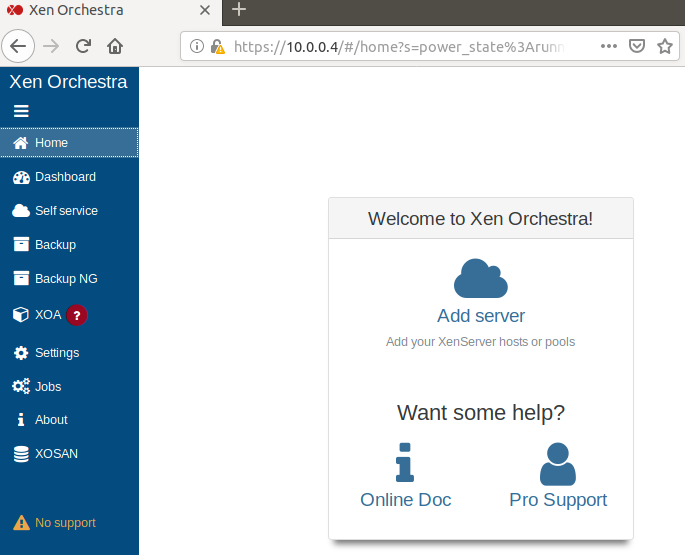 Xen Orchestra
https://10.0.0.4/#/home?s=power_state%3Arunn
Xen Orchestra
Home
Dashboard
Self service
Backup
Backup NG
XOA ?
Settings
Jobs
About
XOSAN
No support
Welcome to Xen Orchestra!
Add server
Add your XenServer hosts or pools
Want some help?
Online Doc
Pro Support